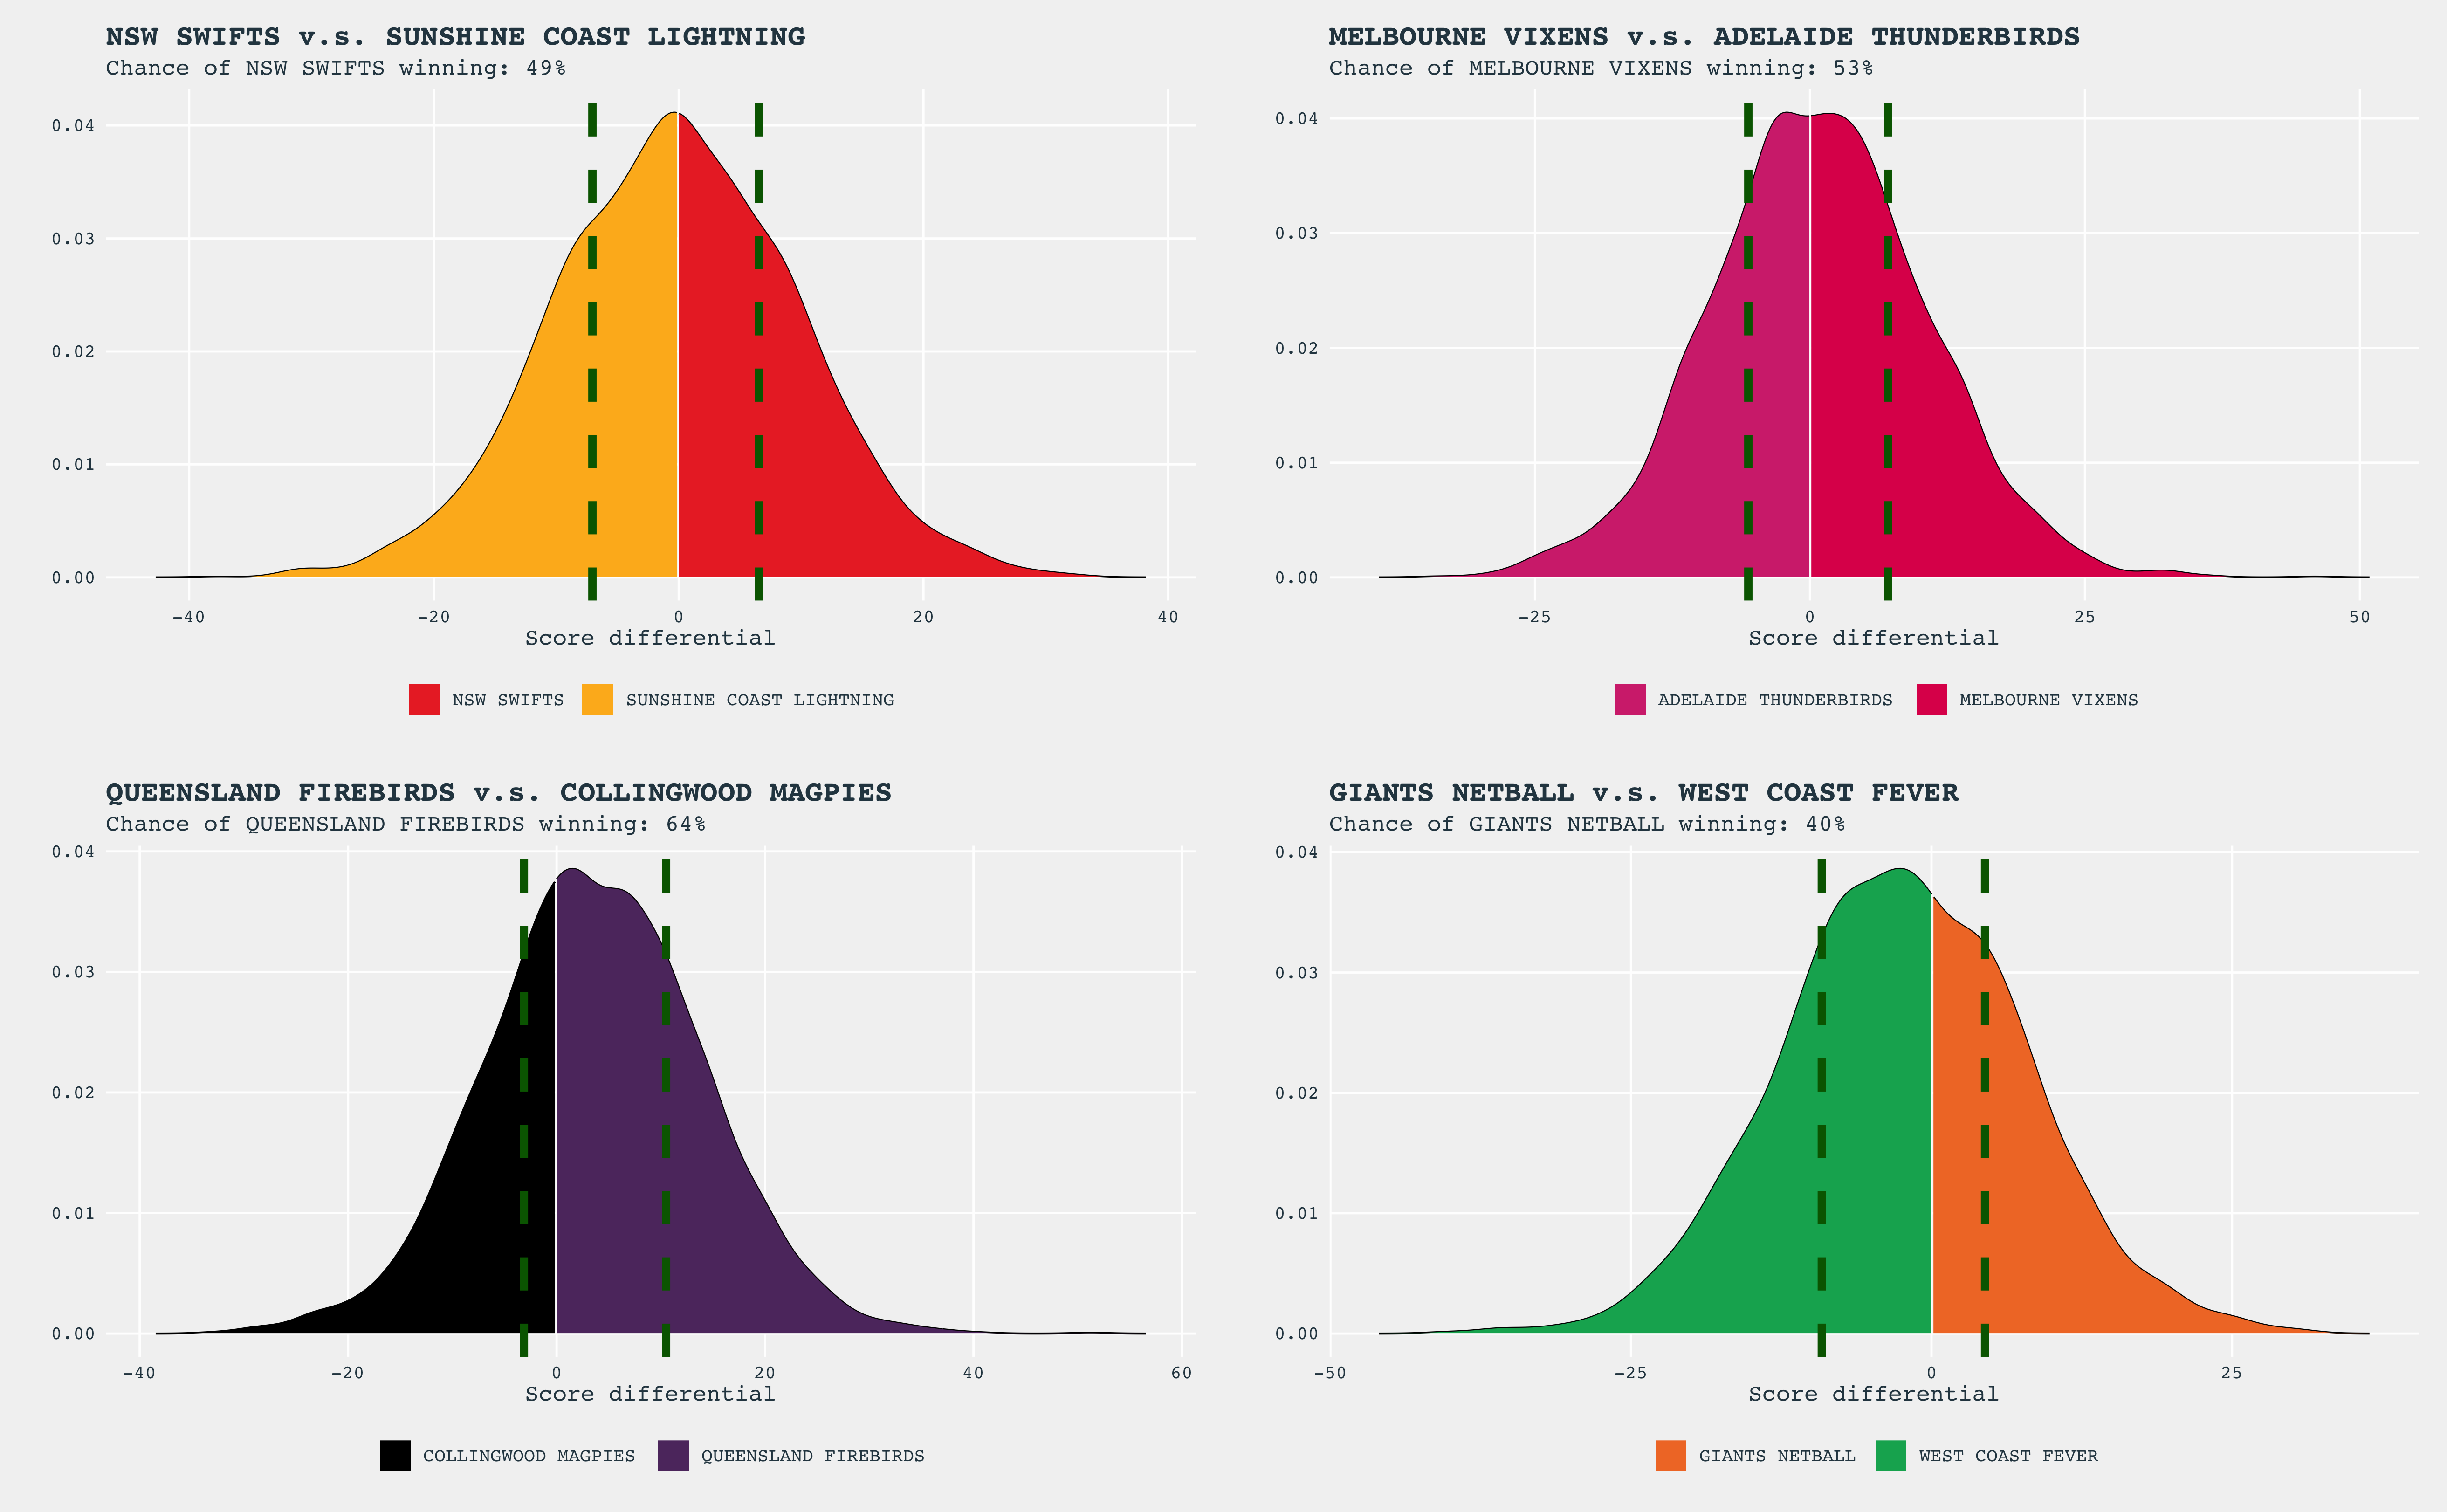 NSW SWIFTS v.s. SUNSHINE COAST LIGHTNING
Chance of NSW SWIFTS winning: 49%
0.04
0.03
0.02
0.01
0.00
-40 -20 0 20 40
Score differential
NSW SWIFTS SUNSHINE COAST LIGHTNING
MELBOURNE VIXENS v.s. ADELAIDE THUNDERBIRDS
Chance of MELBOURNE VIXENS winning: 53%
0.04
0.03
0.02
0.01
0.00
-25 0 25 50
Score differential
ADELAIDE THUNDERBIRDS MELBOURNE VIXENS
QUEENSLAND FIREBIRDS v.s. COLLINGWOOD MAGPIES
Chance of QUEENSLAND FIREBIRDS winning: 64%
0.04
0.03
0.02
0.01
0.00
-40 -20 0 20 40 60
Score differential
COLLINGWOOD MAGPIES QUEENSLAND FIREBIRDS
GIANTS NETBALL v.s. WEST COAST FEVER
Chance of GIANTS NETBALL winning: 40%
0.04
0.03
0.02
0.01
0.00
-50 -25 0 25
Score differential
GIANTS NETBALL WEST COAST FEVER